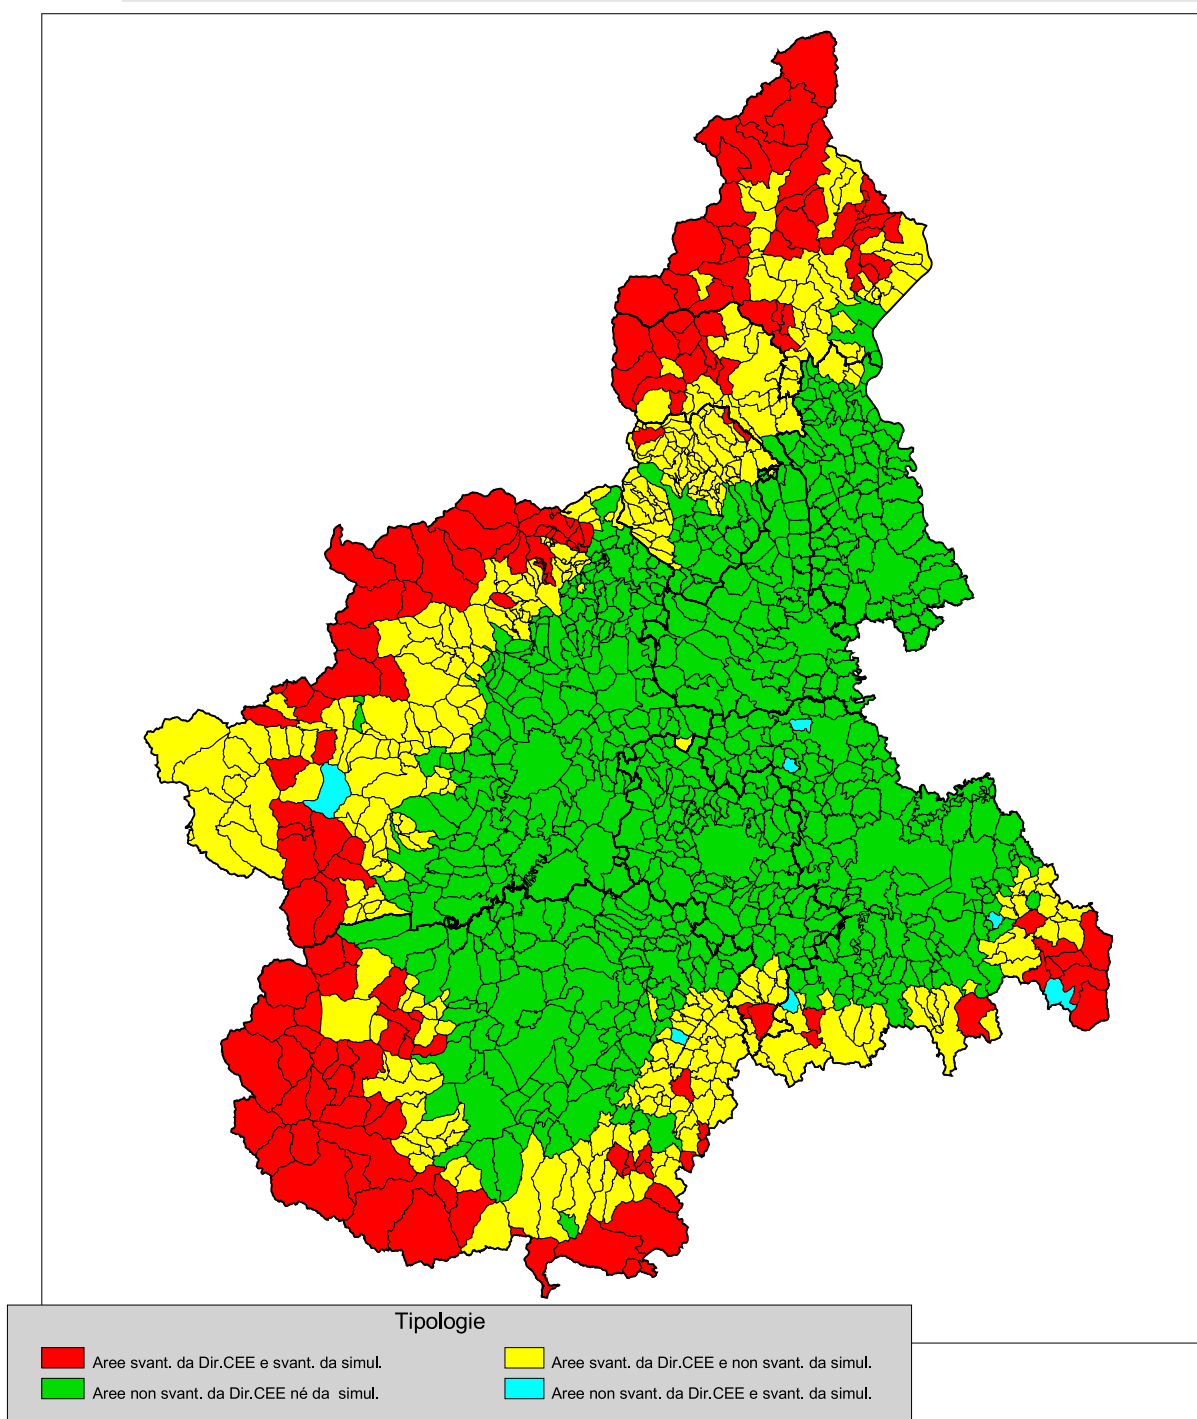 Tipologie
Aree svant. da Dir.CEE e svant. da simul.
Aree svant. da Dir.CEE e non svant. da simul.
Aree non svant. da Dir.CEE né da simul.
Aree non svant. da Dir.CEE e svant. da simul.